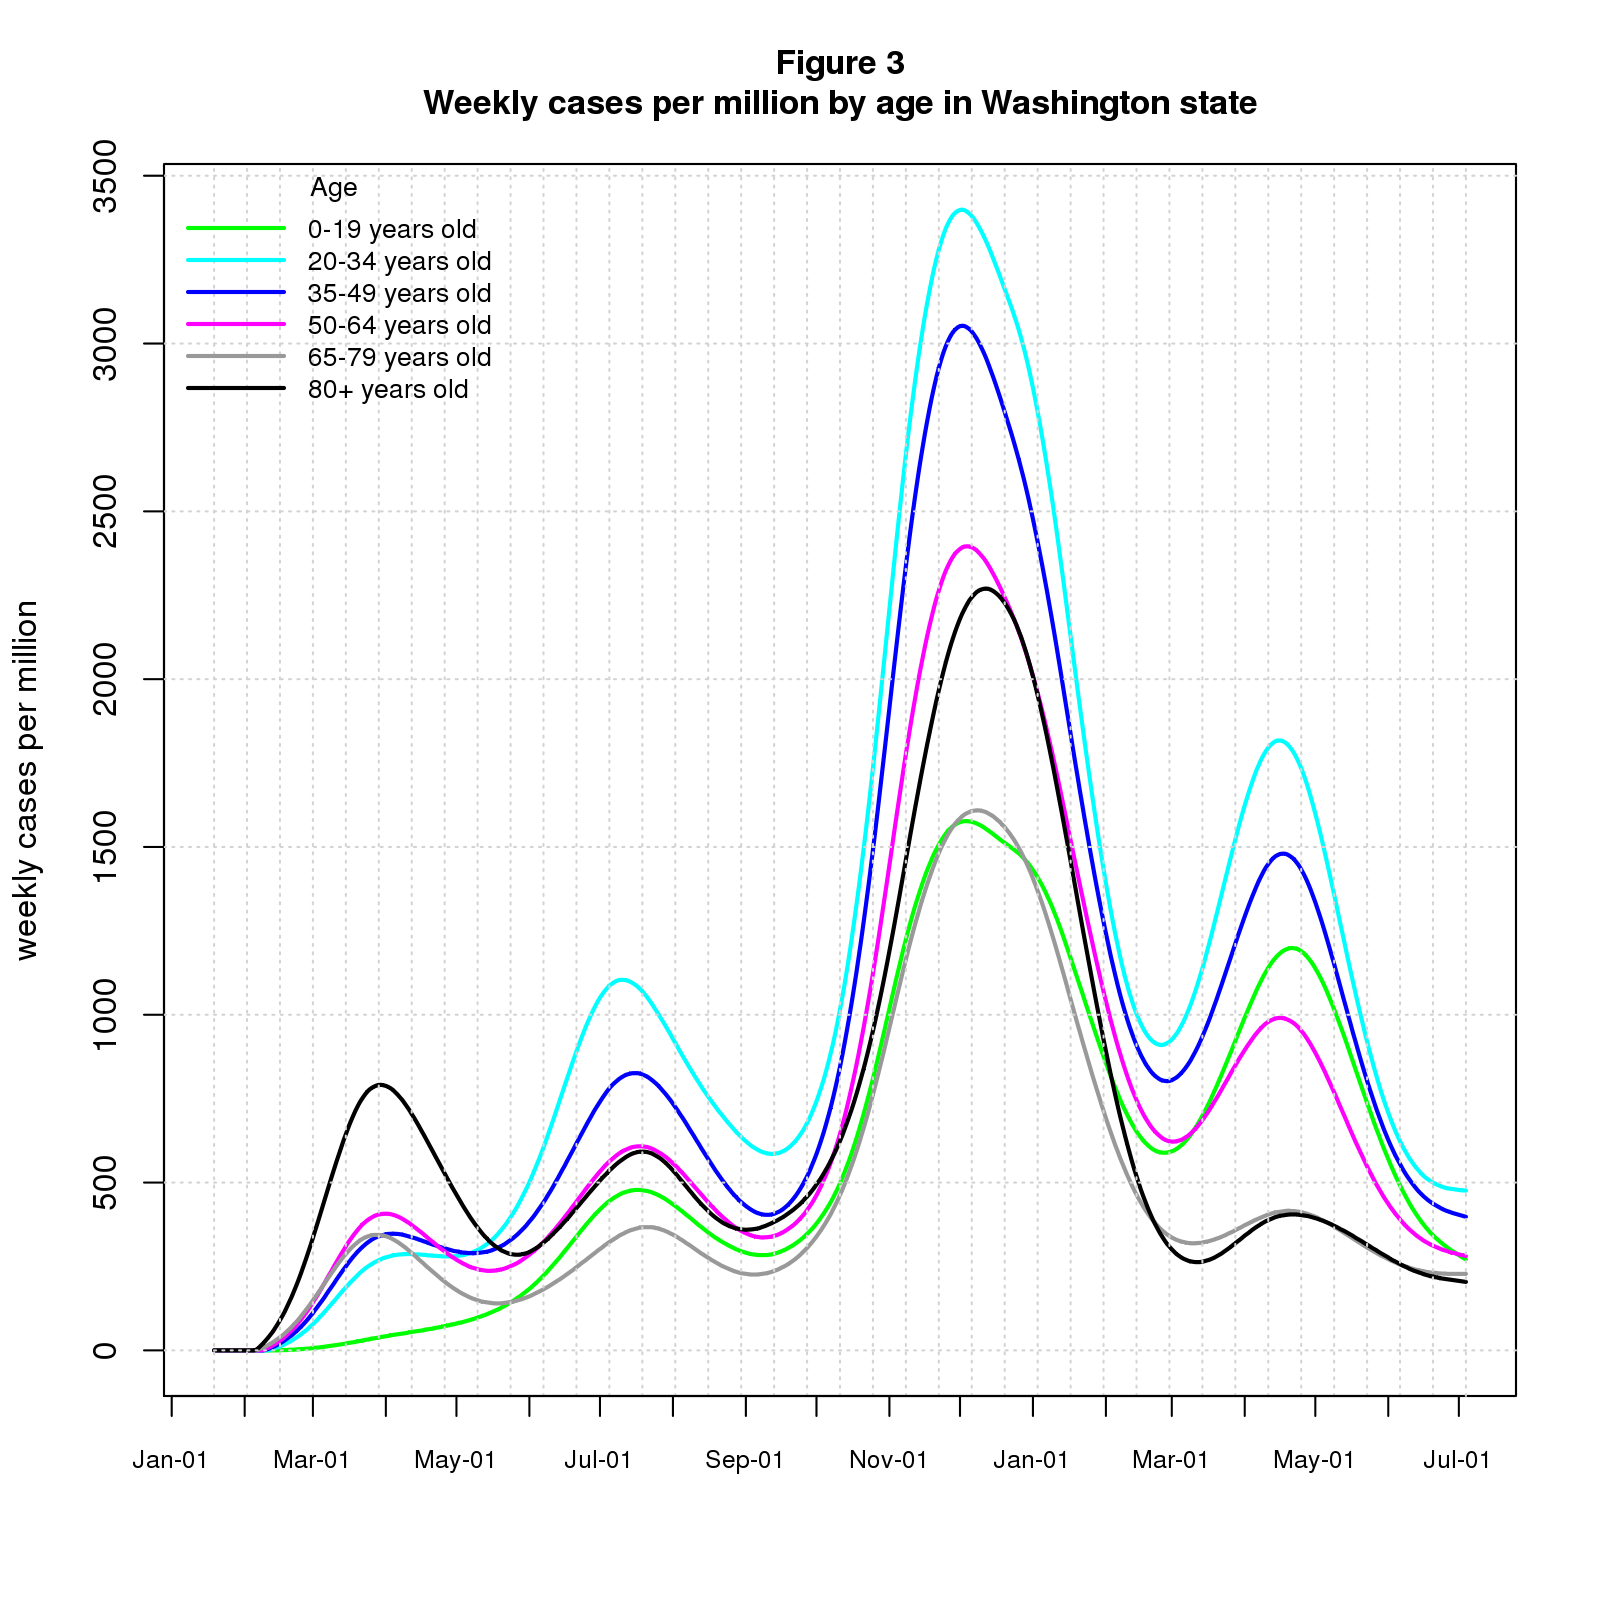 Figure 3
Weekly cases per million by age in Washington state
weekly cases per million
3500
3000
2500
2000
1500
1000
500
0
Age
0-19 years old
20-34 years old
35-49 years old
50-64 years old
65-79 years old
80+ years old
Jan-01 Mar-01 May-01 Jul-01 Sep-01 Nov-01 Jan-01 Mar-01 May-01 Jul-01